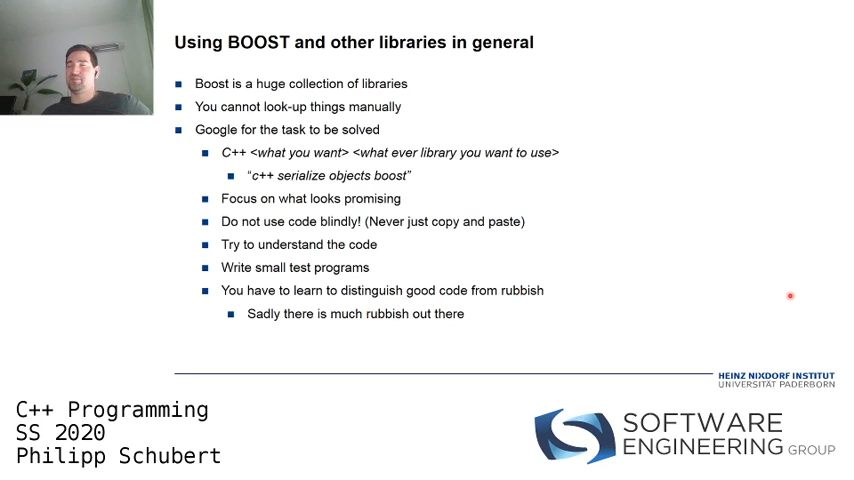 Using BOOST and other libraries in general
Boost is a huge collection of libraries
You cannot look-up things manually
Google for the task to be solved
C++ <what you want> <what ever library you want to use>
“c++ serialize objects boost”
Focus on what looks promising
Do not use code blindly! (Never just copy and paste)
Try to understand the code
Write small test programs
You have to learn to distinguish good code from rubbish
Sadly there is much rubbish out there
HEINZ NIXDORF INSTITUT
UNIVERSITÄT PADERBORN
C++ Programming
SS 2020
Philipp Schubert
SOFTWARE
ENGINEERING GROUP